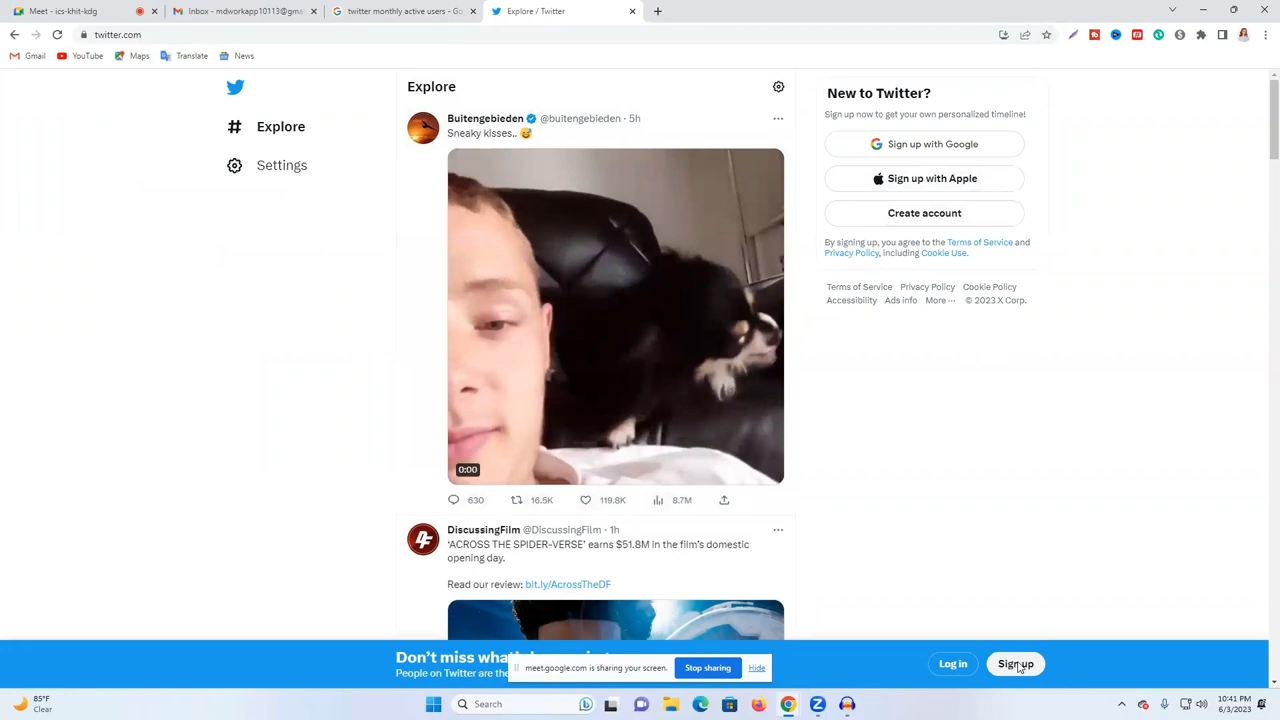 Meet - ics-khit-kdg
Inbox - mdworkapp10113@gma
twitter monthly active users - Go
Explore / Twitter
twitter.com
Gmail
YouTube
Maps
Translate
News
Explore
Settings
Explore
Buitengebieden @buitengebieden · 5h
Sneaky kisses.. 😅
0:00
630 16.5K 119.8K 8.7M
DiscussingFilm @DiscussingFilm · 1h
‘ACROSS THE SPIDER-VERSE’ earns $51.8M in the film’s domestic
opening day.
Read our review: bit.ly/AcrossTheDF
New to Twitter?
Sign up now to get your own personalized timeline!
Sign up with Google
Sign up with Apple
Create account
By signing up, you agree to the Terms of Service and
Privacy Policy, including Cookie Use.
Terms of Service Privacy Policy Cookie Policy
Accessibility Ads info More ··· © 2023 X Corp.
Don’t miss what’s
People on Twitter are the
meet.google.com is sharing your screen.
Stop sharing
Hide
Log in
Sign up
85°F
Clear
Search
10:41 PM
6/3/2023